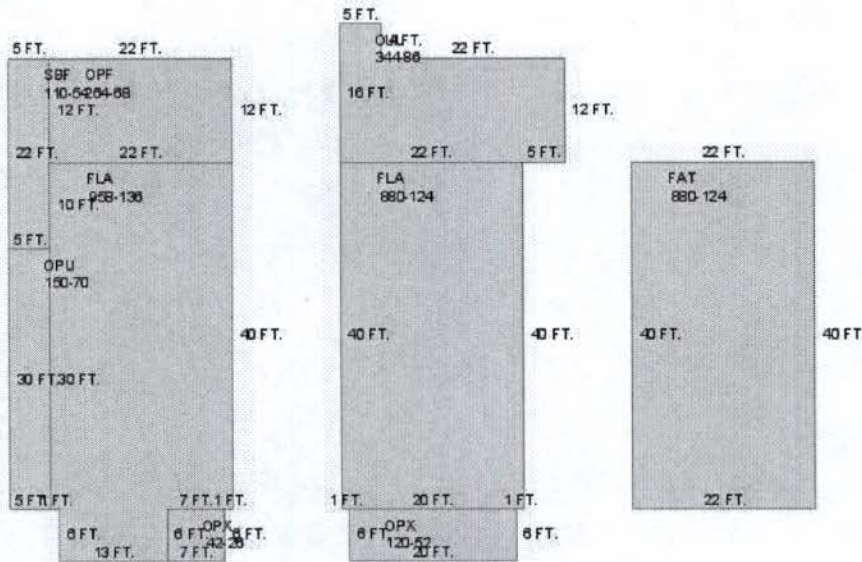 5 FT.
5 FT. 22 FT.
22 FT.
SBF OPF
12 FT.
12 FT.
16 FT.
12 FT.
22 FT. 22 FT.
22 FT. 5 FT.
22 FT.
FLA
958-136
FLA
880-124
FAT
880-124
10 FT.
5 FT.
OPU
150-70
40 FT.
40 FT.
40 FT.
40 FT.
40 FT.
30 FT. 30 FT.
5 FT. 1 FT. 7 FT. 1 FT.
1 FT. 20 FT. 1 FT.
22 FT.
6 FT. 6 FT. OPX 6 FT.
42-26
13 FT. 7 FT.
6 FT. OPX 6 FT.
120-52
20 FT.